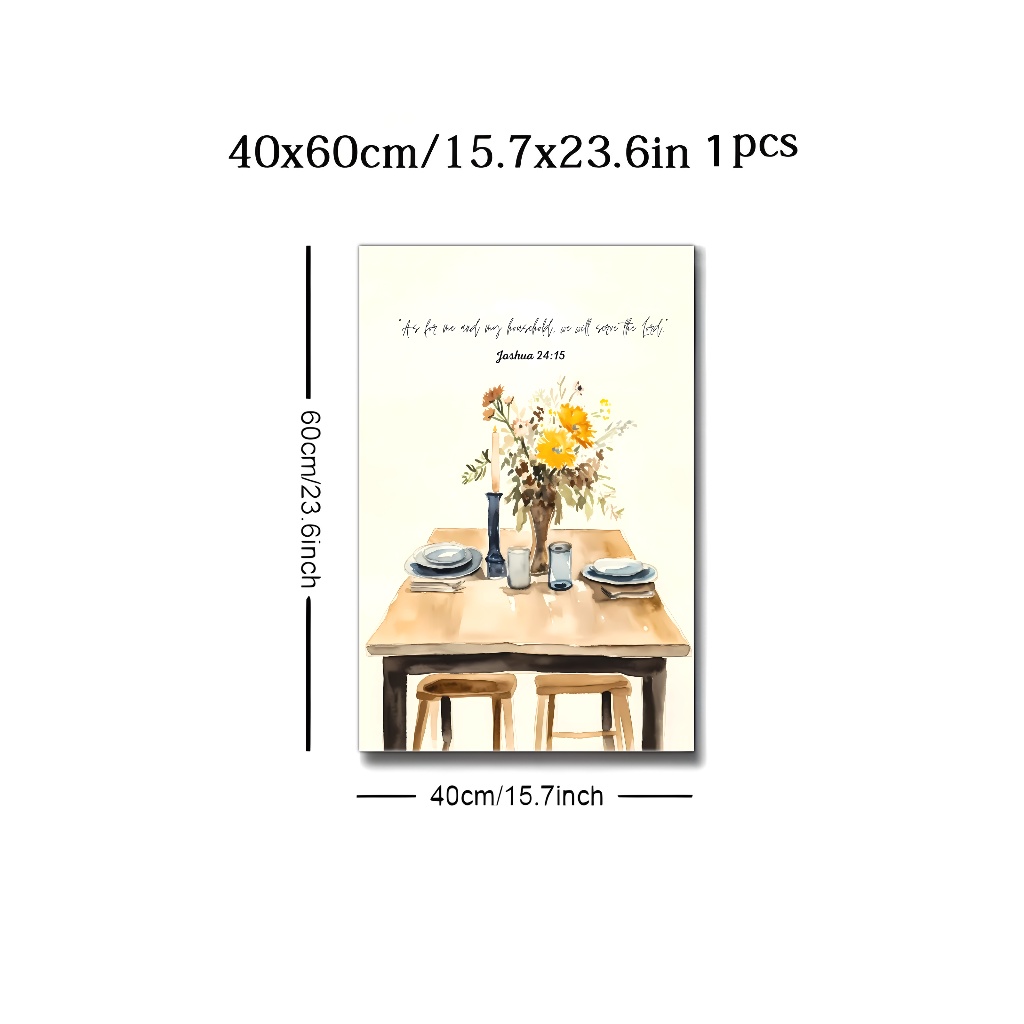 40x60cm/15.7x23.6in 1pcs
"As for me and my household, we will serve the Lord."
Joshua 24:15
60cm/23.6inch
40cm/15.7inch